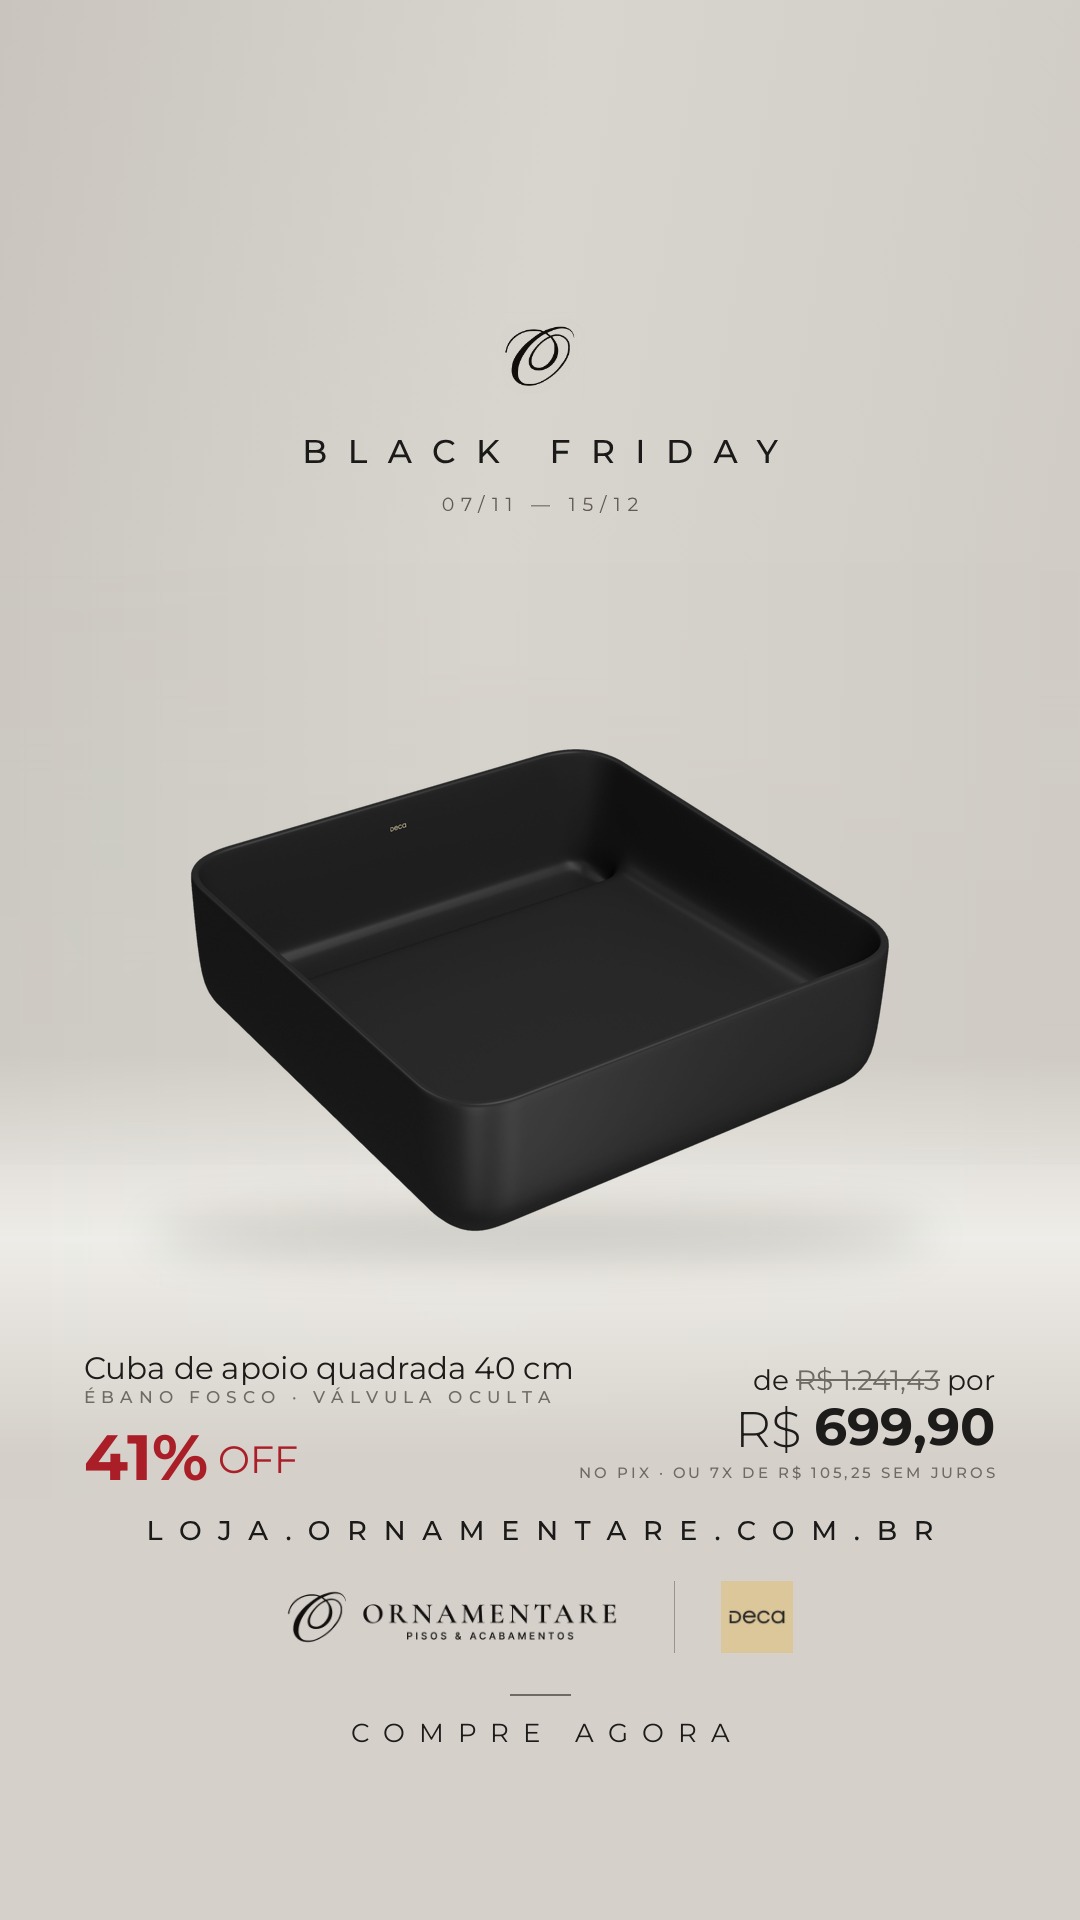 O
BLACK FRIDAY
07/11 — 15/12
Deca
Cuba de apoio quadrada 40 cm
ÉBANO FOSCO · VÁLVULA OCULTA
41% OFF
de R$ 1.241,43 por
R$ 699,90
NO PIX · OU 7X DE R$ 105,25 SEM JUROS
LOJA.ORNAMENTARE.COM.BR
O ORNAMENTARE
PISOS & ACABAMENTOS
Deca
COMPRE AGORA